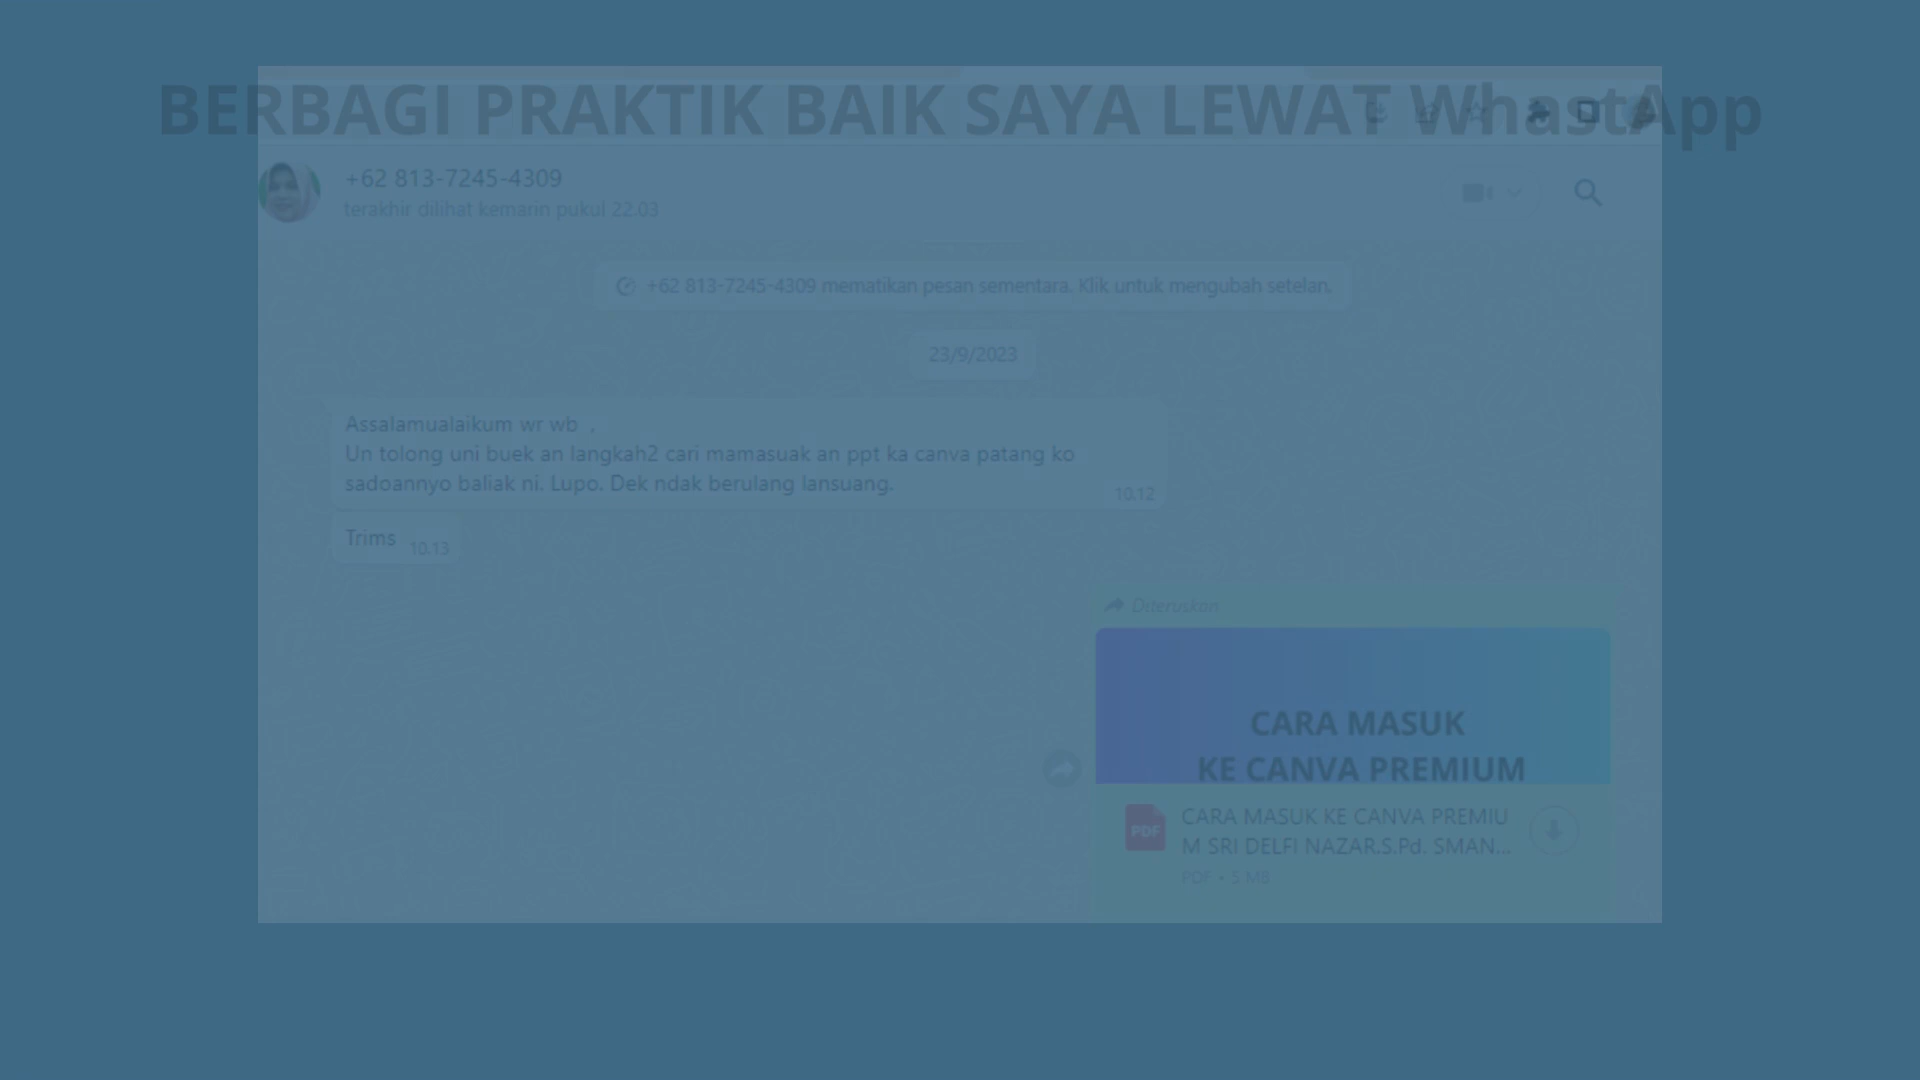 BERBAGI PRAKTIK BAIK SAYA LEWAT WhastApp
+62 813-7245-4309
terakhir dilihat kemarin pukul 22.03
+62 813-7245-4309 mematikan pesan sementara. Klik untuk mengubah setelan.
23/9/2023
Assalamualaikum wr wb .
Un tolong uni buek an langkah2 cari mamasuak an ppt ka canva patang ko
sadoannyo baliak ni. Lupo. Dek ndak berulang lansuang.
10.12
Trims
10.13
Diteruskan
CARA MASUK
KE CANVA PREMIUM
CARA MASUK KE CANVA PREMIU
M SRI DELFI NAZAR.S.Pd. SMAN...
PDF
PDF • 5 MB